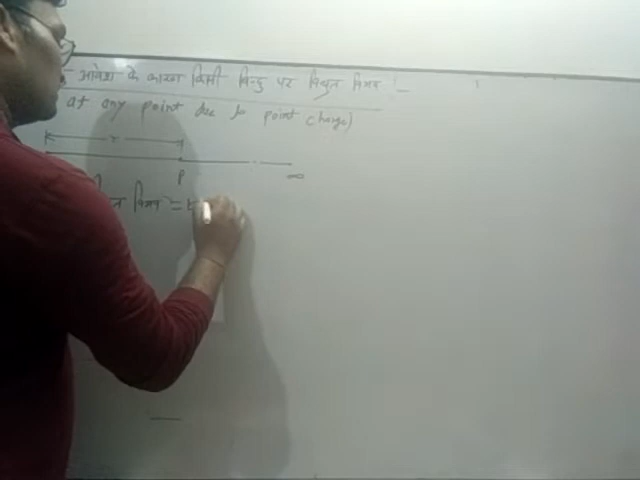 आवेश के कारण किसी बिन्दु पर विद्युत विभव :-
at any point due to point charge)
r
P ∞
विभव =